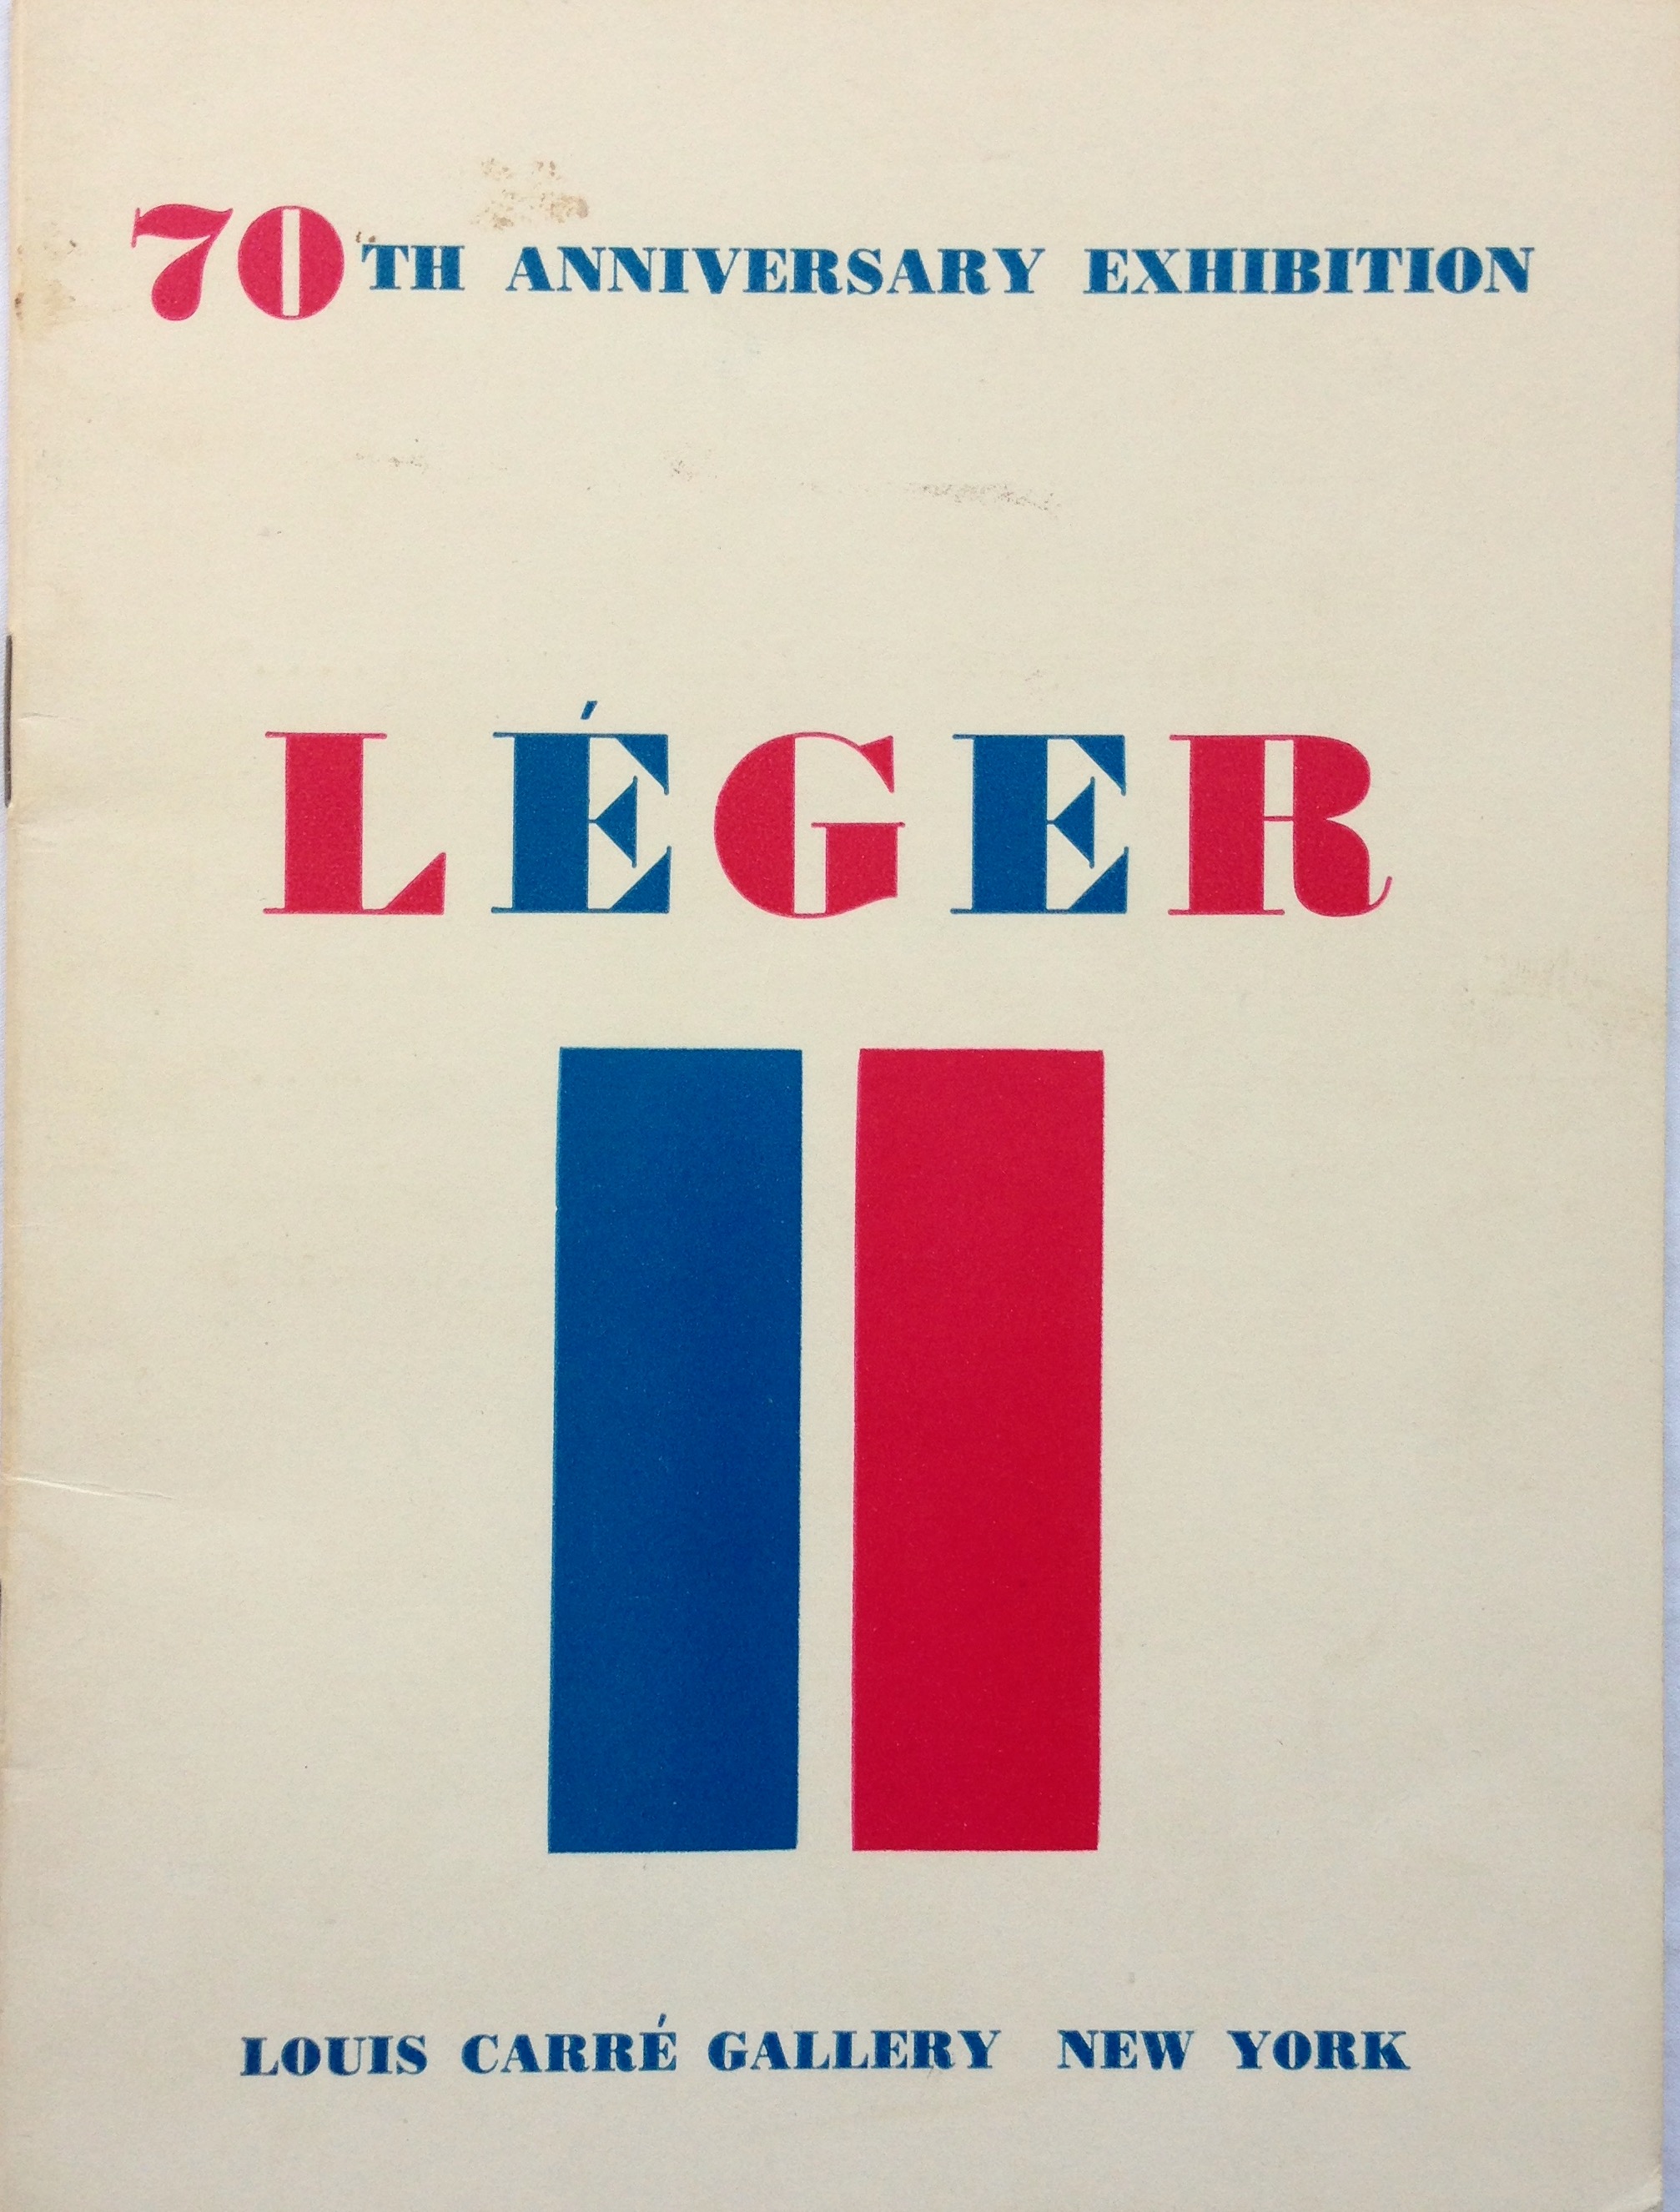 70TH ANNIVERSARY EXHIBITION
LÉGER
LOUIS CARRÉ GALLERY NEW YORK